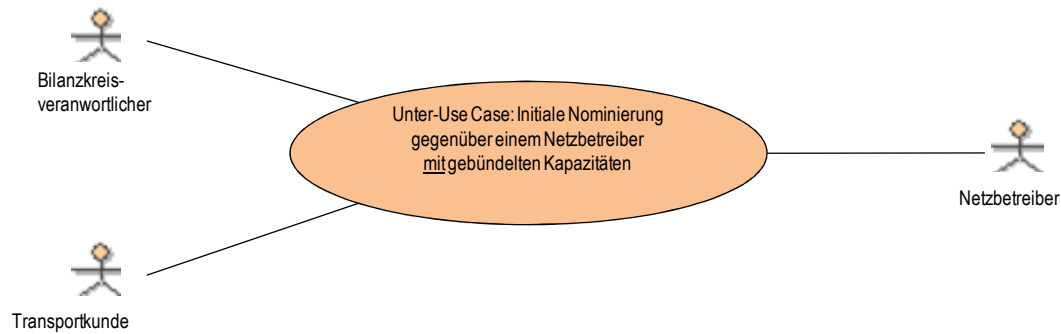 Bilanzkreis-
veranwortlicher
Unter-Use Case: Initiale Nominierung
gegenüber einem Netzbetreiber
mit gebündelten Kapazitäten
Netzbetreiber
Transportkunde